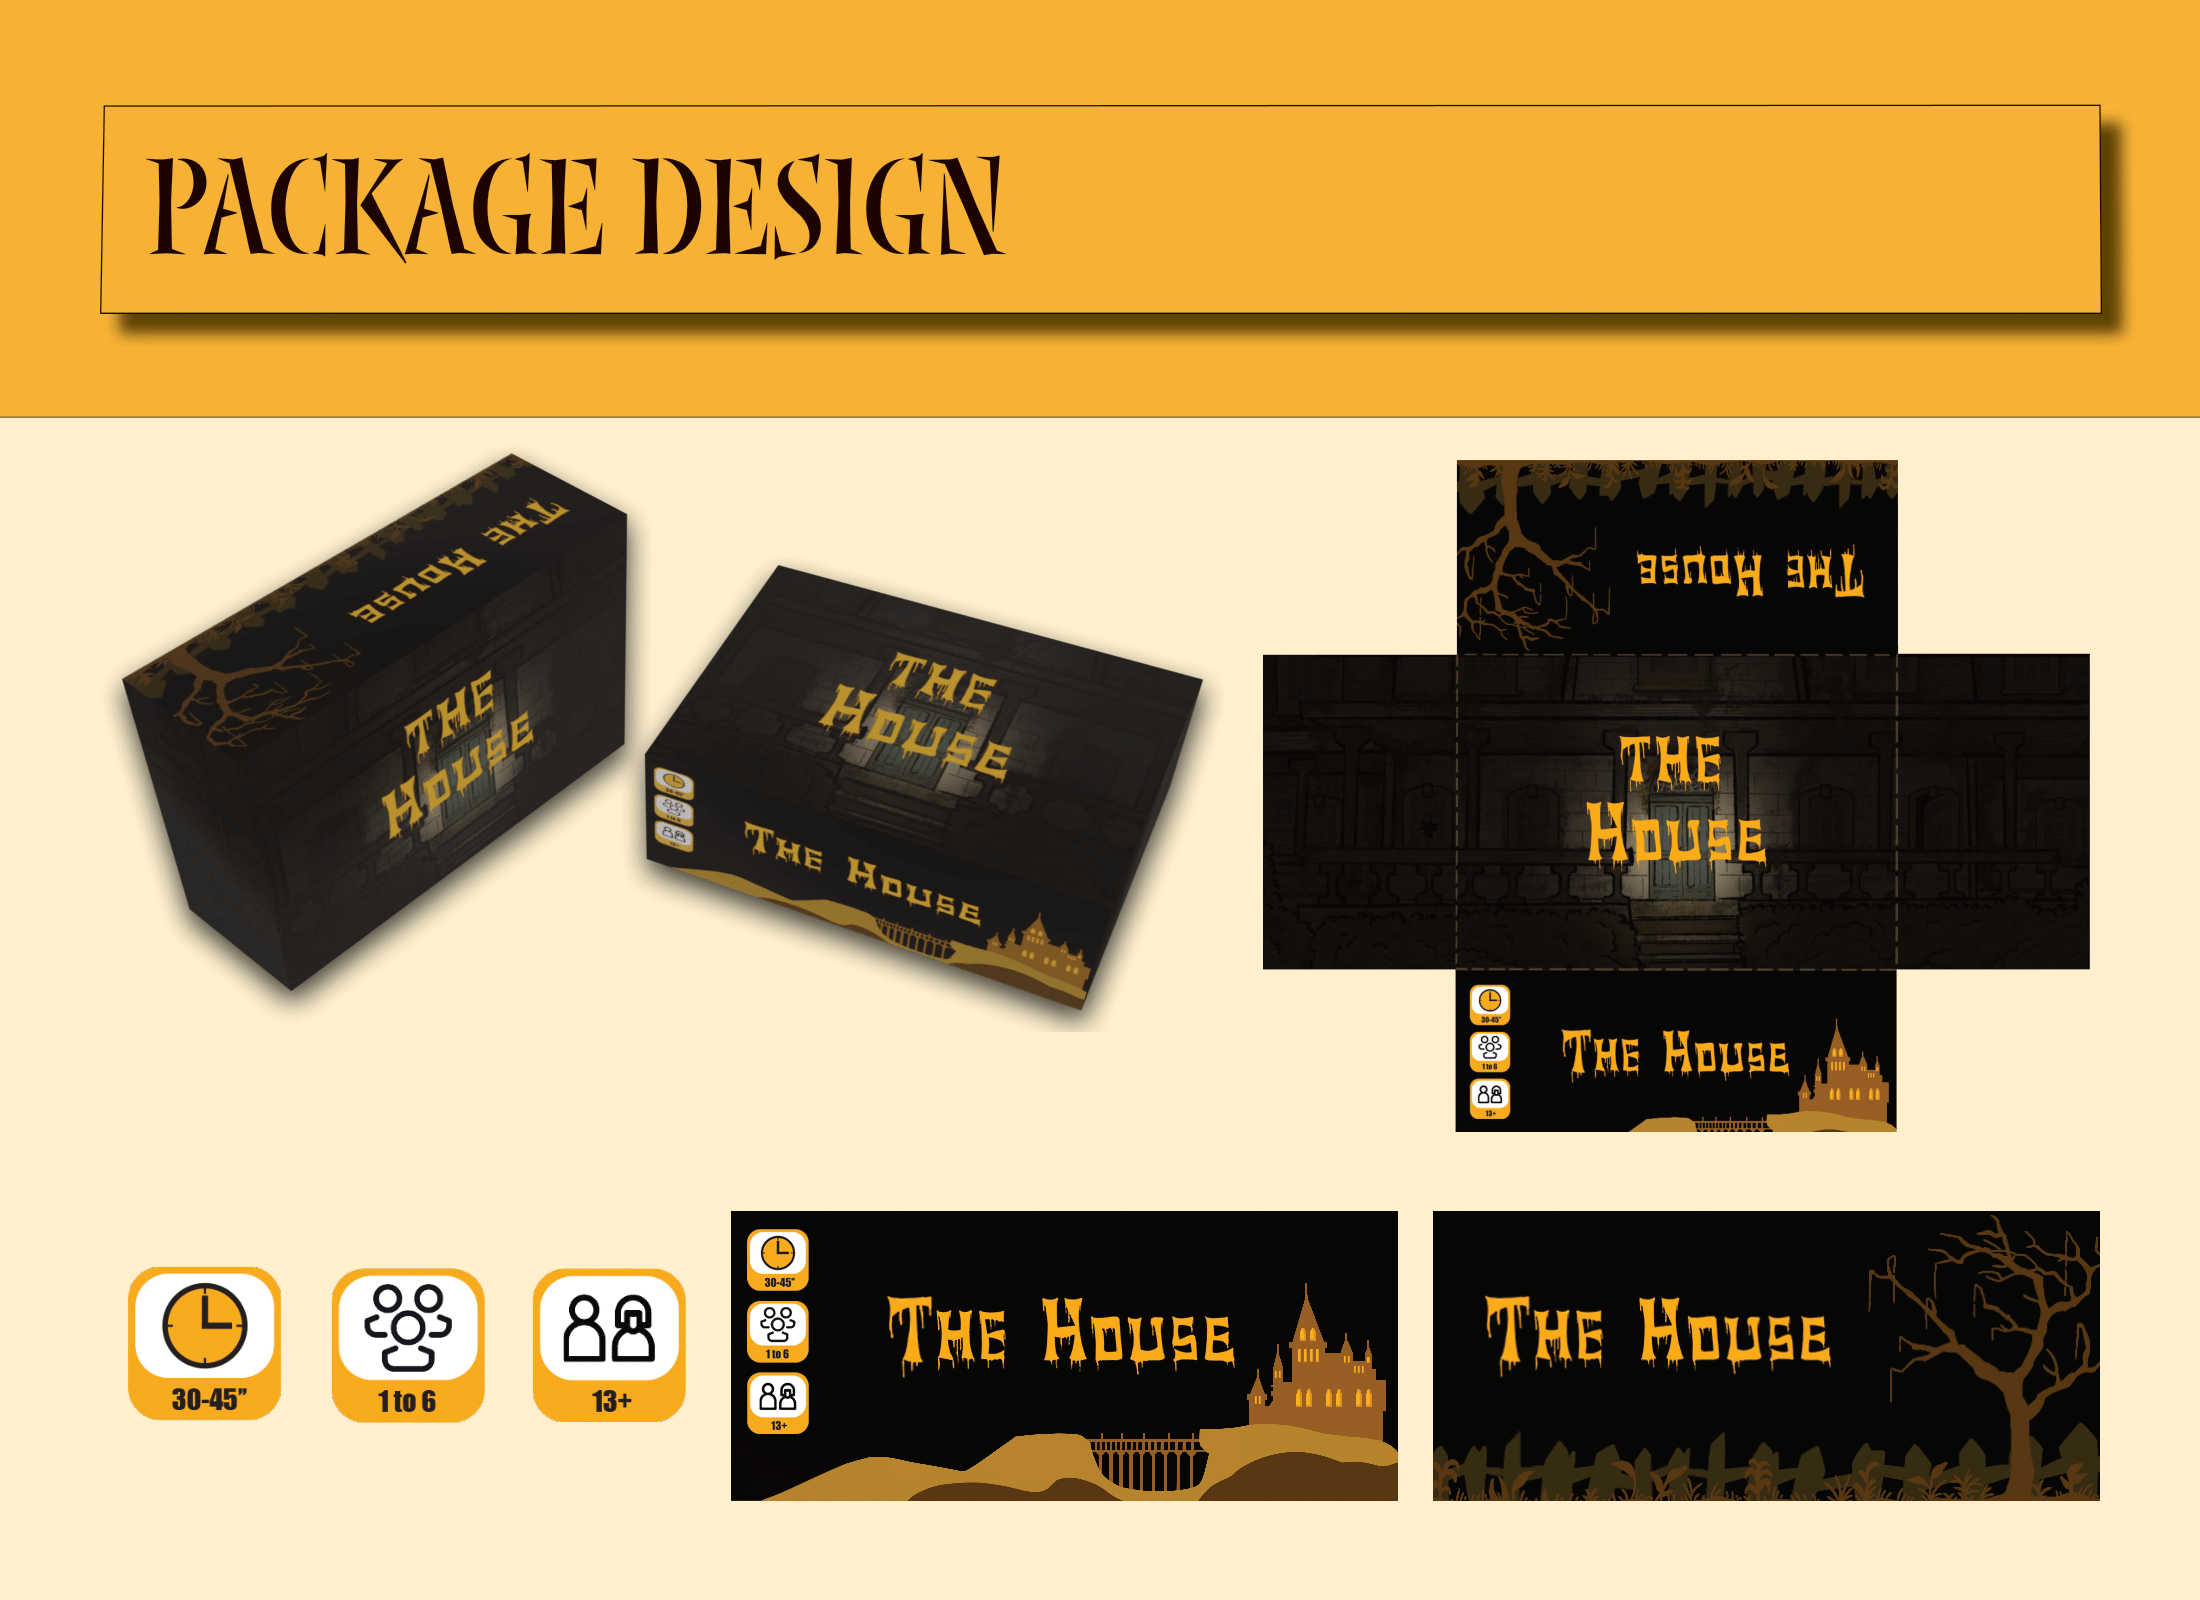 PACKAGE DESIGN
THE HOUSE
THE
HOUSE
THE
HOUSE
THE HOUSE
THE HOUSE
THE
HOUSE
30-45"
1 to 6
13+
THE HOUSE
30-45”
1 to 6
13+
30-45”
1 to 6
13+
THE HOUSE
THE HOUSE